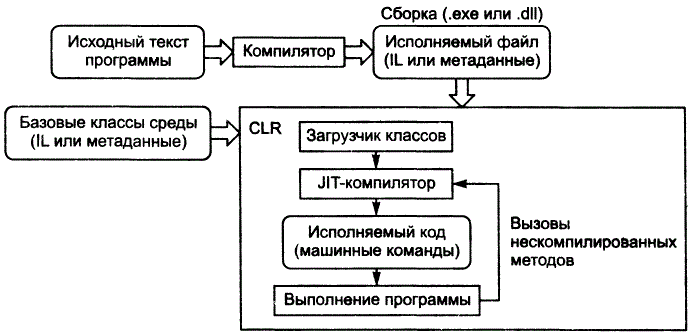 Сборка (.exe или .dll)
Исходный текст
программы
Компилятор
Исполняемый файл
(IL или метаданные)
Базовые классы среды
(IL или метаданные)
CLR
Загрузчик классов
JIT-компилятор
Исполняемый код
(машинные команды)
Выполнение программы
Вызовы
нескомпилированных
методов